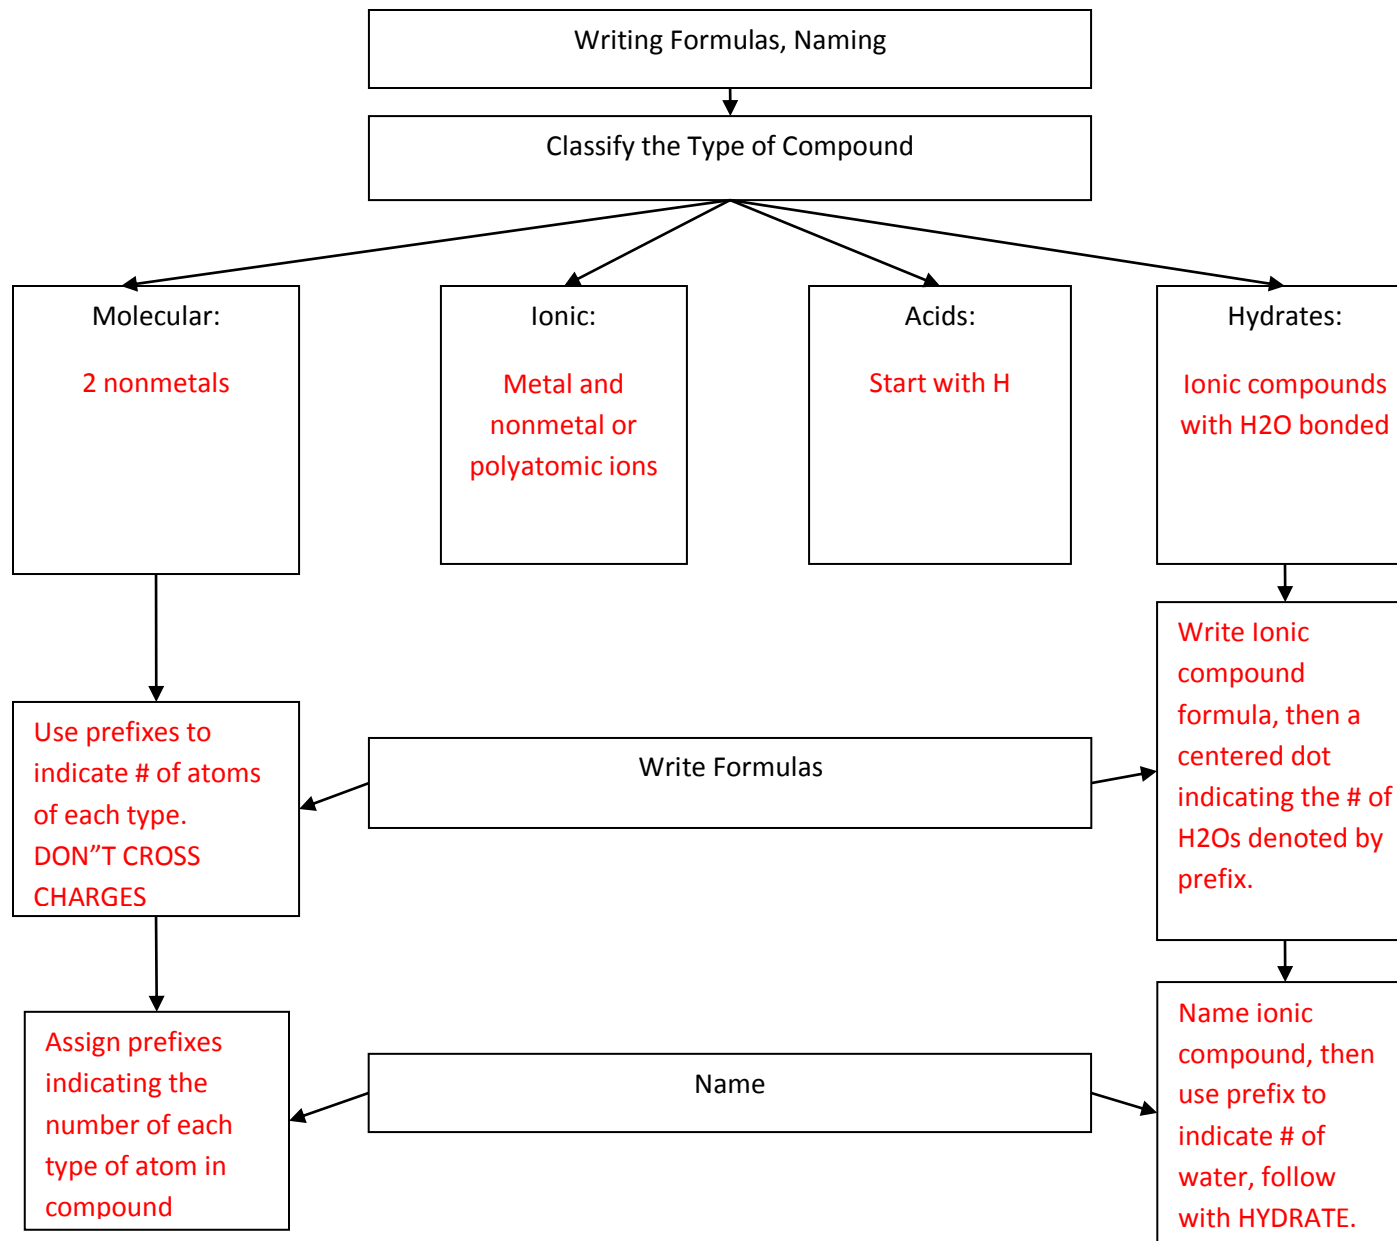 Writing Formulas, Naming
Classify the Type of Compound
Molecular:
2 nonmetals
Ionic:
Metal and
nonmetal or
polyatomic ions
Acids:
Start with H
Hydrates:
Ionic compounds
with H2O bonded
Use prefixes to
indicate # of atoms
of each type.
DON”T CROSS
CHARGES
Write Formulas
Write Ionic
compound
formula, then a
centered dot
indicating the # of
H2Os denoted by
prefix.
Assign prefixes
indicating the
number of each
type of atom in
compound
Name
Name ionic
compound, then
use prefix to
indicate # of
water, follow
with HYDRATE.